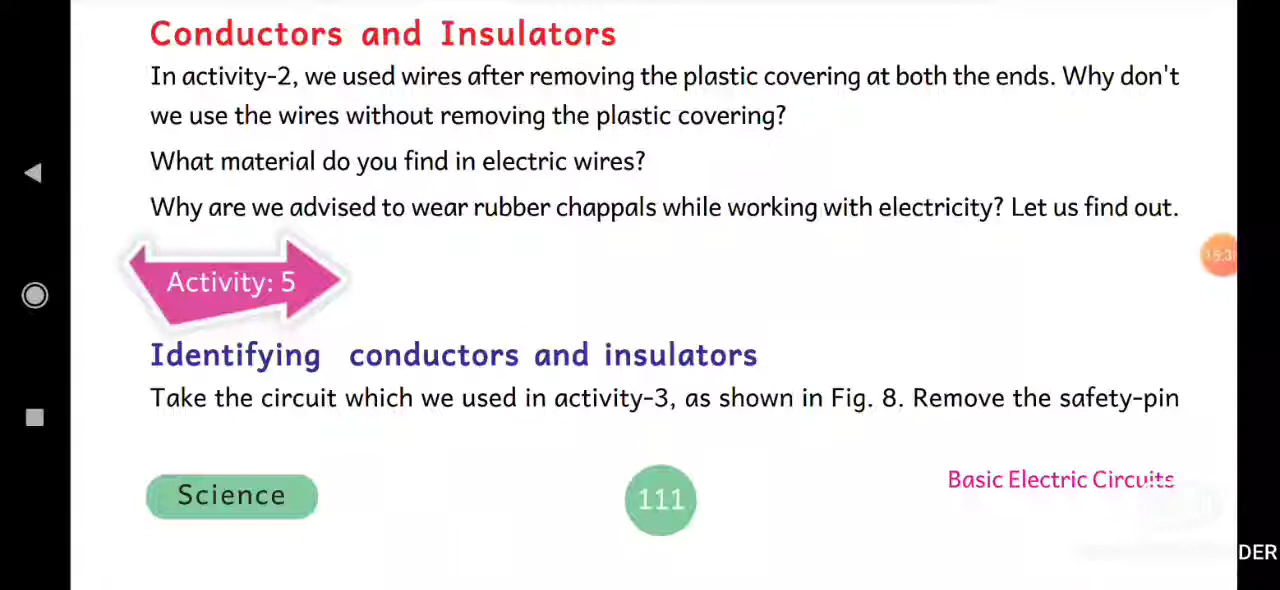 Conductors and Insulators
In activity-2, we used wires after removing the plastic covering at both the ends. Why don't
we use the wires without removing the plastic covering?
What material do you find in electric wires?
Why are we advised to wear rubber chappals while working with electricity? Let us find out.
Activity: 5
Identifying conductors and insulators
Take the circuit which we used in activity-3, as shown in Fig. 8. Remove the safety-pin
Science
111
Basic Electric Circuits
DER